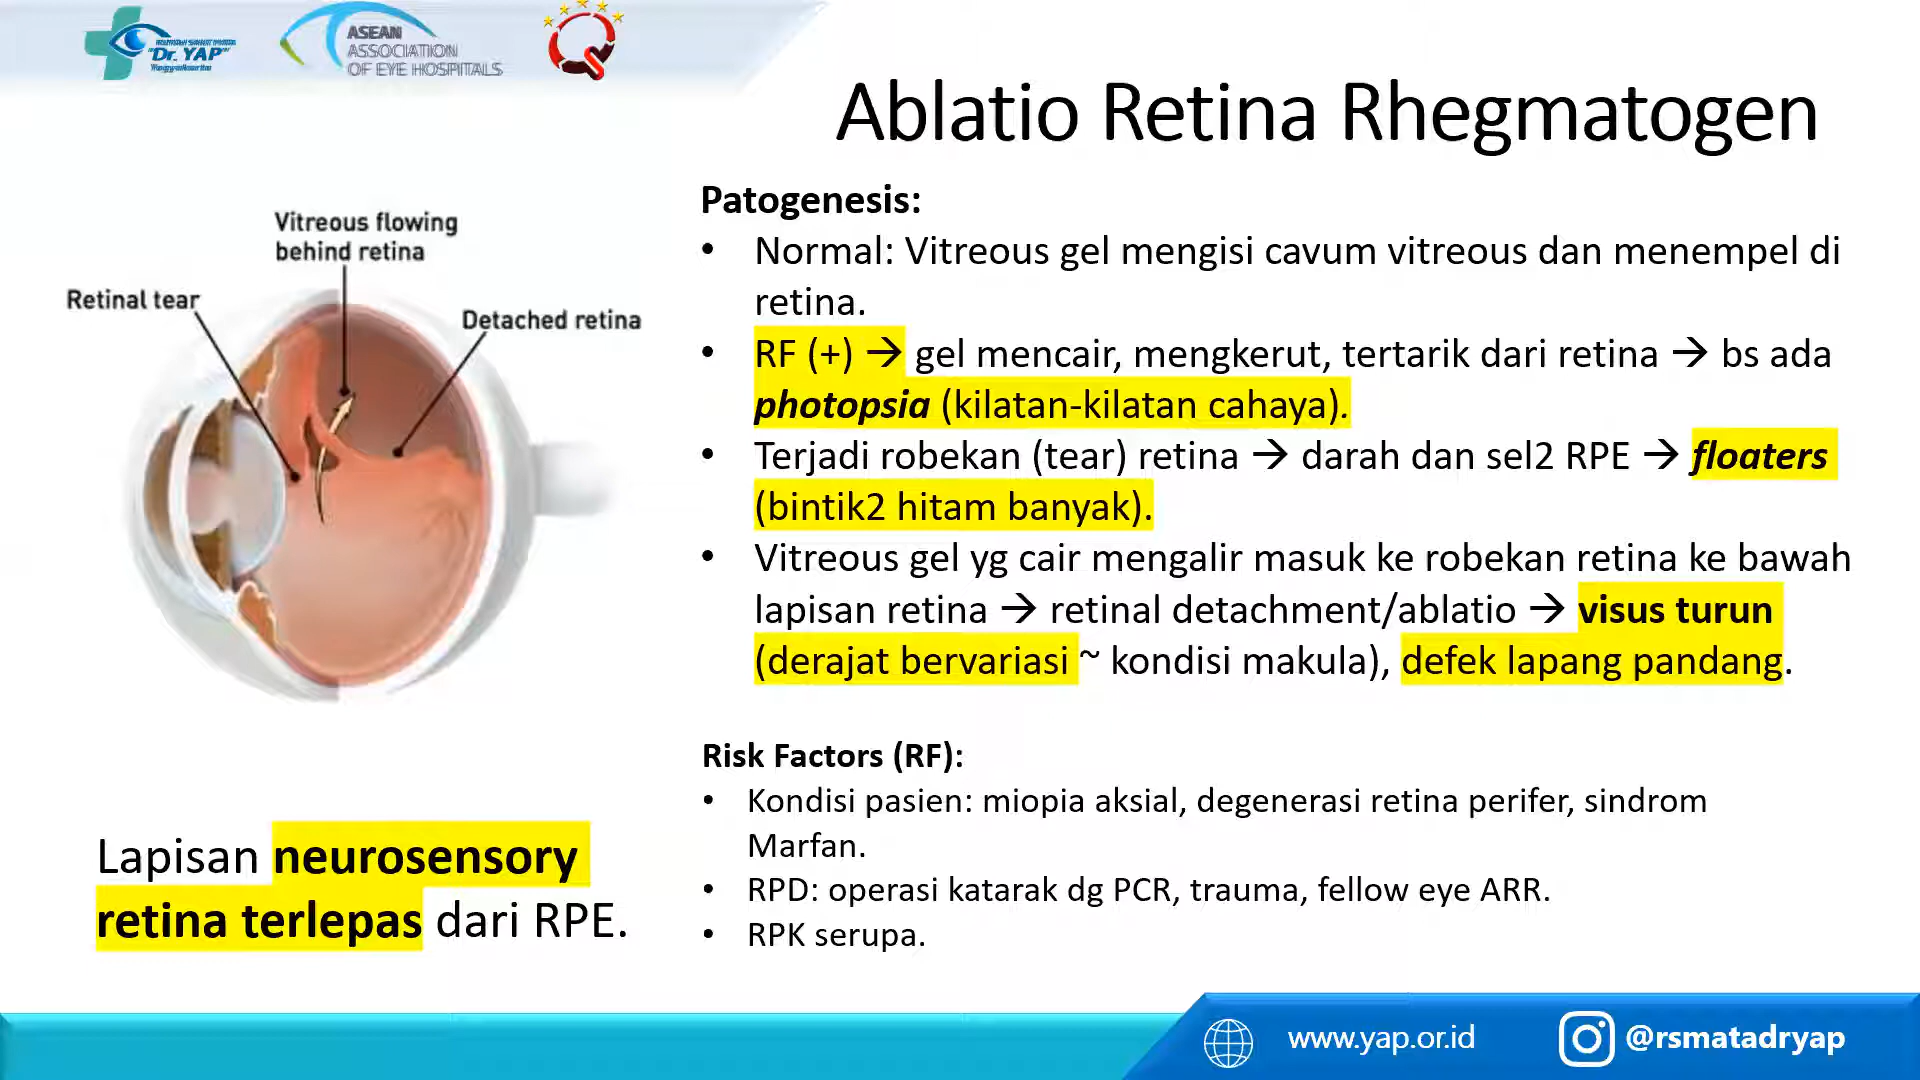 "Dr. YAP"
ASEAN
ASSOCIATION
OF EYE HOSPITALS
Ablatio Retina Rhegmatogen
Vitreous flowing
behind retina
Retinal tear
Detached retina
Lapisan neurosensory
retina terlepas dari RPE.
Patogenesis:
• Normal: Vitreous gel mengisi cavum vitreous dan menempel di
retina.
• RF (+) → gel mencair, mengkerut, tertarik dari retina → bs ada
photopsia (kilatan-kilatan cahaya).
• Terjadi robekan (tear) retina → darah dan sel2 RPE → floaters
(bintik2 hitam banyak).
• Vitreous gel yg cair mengalir masuk ke robekan retina ke bawah
lapisan retina → retinal detachment/ablatio → visus turun
(derajat bervariasi ~ kondisi makula), defek lapang pandang.
Risk Factors (RF):
• Kondisi pasien: miopia aksial, degenerasi retina perifer, sindrom
Marfan.
• RPD: operasi katarak dg PCR, trauma, fellow eye ARR.
• RPK serupa.
www.yap.or.id
@rsmatadryap